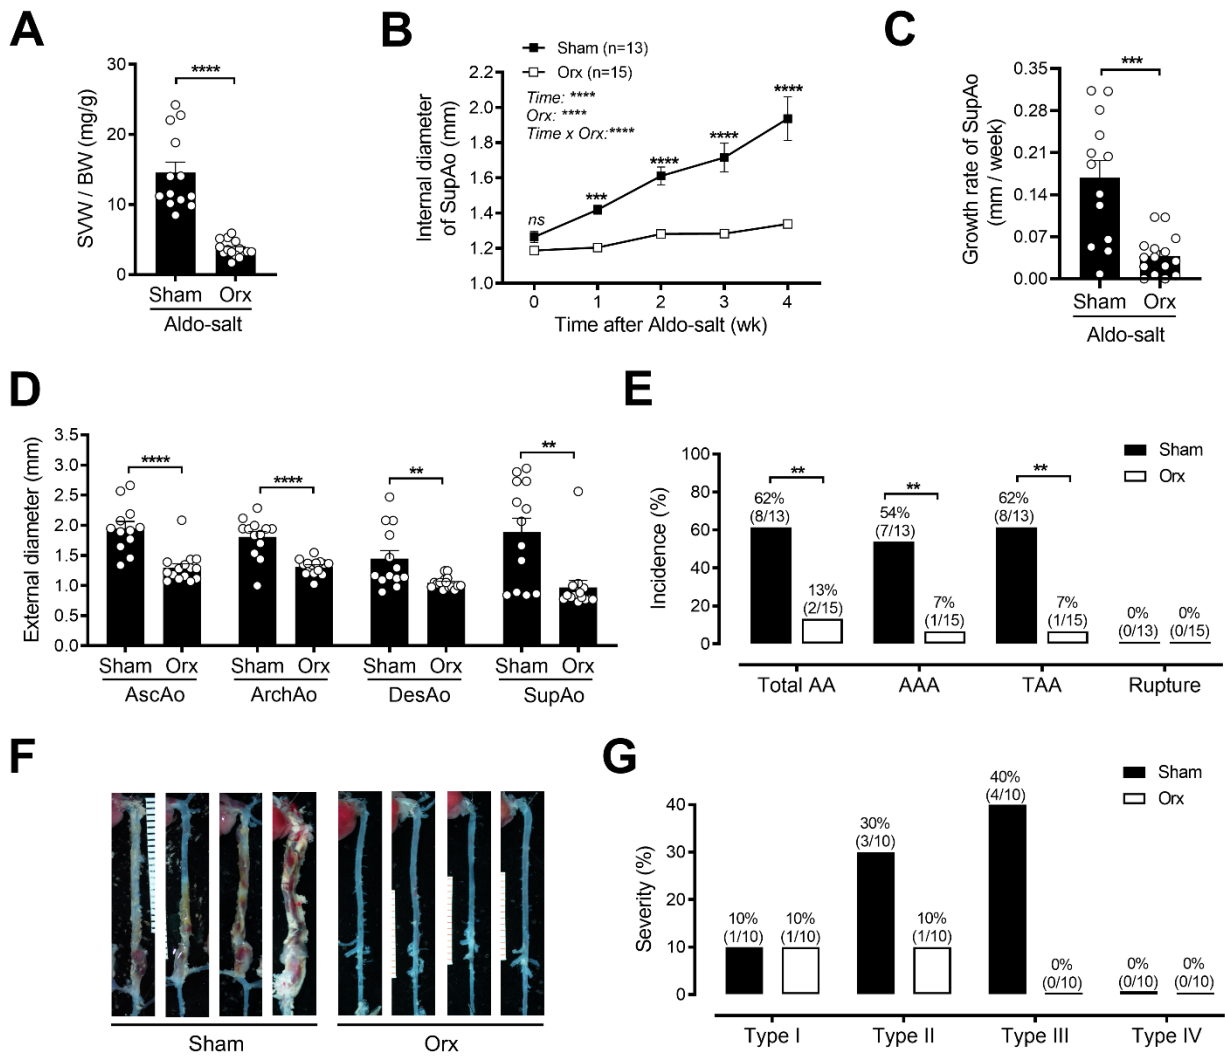 A
SVW / BW (mg/g)
30
20
10
0
****
Sham Orx
Aldo-salt
B
Sham (n=13)
Orx (n=15)
Time: ****
Orx: ****
Time x Orx:****
Internal diameter
of SupAo (mm)
2.2
2.0
1.8
1.6
1.4
1.2
1.0
ns
***
****
****
****
0 1 2 3 4
Time after Aldo-salt (wk)
C
Growth rate of SupAo
(mm / week)
0.35
0.28
0.21
0.14
0.07
0.00
***
Sham Orx
Aldo-salt
D
External diameter (mm)
3.5
3.0
2.5
2.0
1.5
1.0
0.5
0.0
****
****
**
**
Sham Orx Sham Orx Sham Orx Sham Orx
AscAo ArchAo DesAo SupAo
E
Sham
Orx
Incidence (%)
100
80
60
40
20
0
** ** **
62%
(8/13)
13%
(2/15)
54%
(7/13)
7%
(1/15)
62%
(8/13)
7%
(1/15)
0%
(0/13)
0%
(0/15)
Total AA AAA TAA Rupture
F
Sham Orx
G
Sham
Orx
Severity (%)
40
30
20
10
0
10%
(1/10)
10%
(1/10)
30%
(3/10)
10%
(1/10)
40%
(4/10)
0%
(0/10)
0%
(0/10)
0%
(0/10)
Type I Type II Type III Type IV